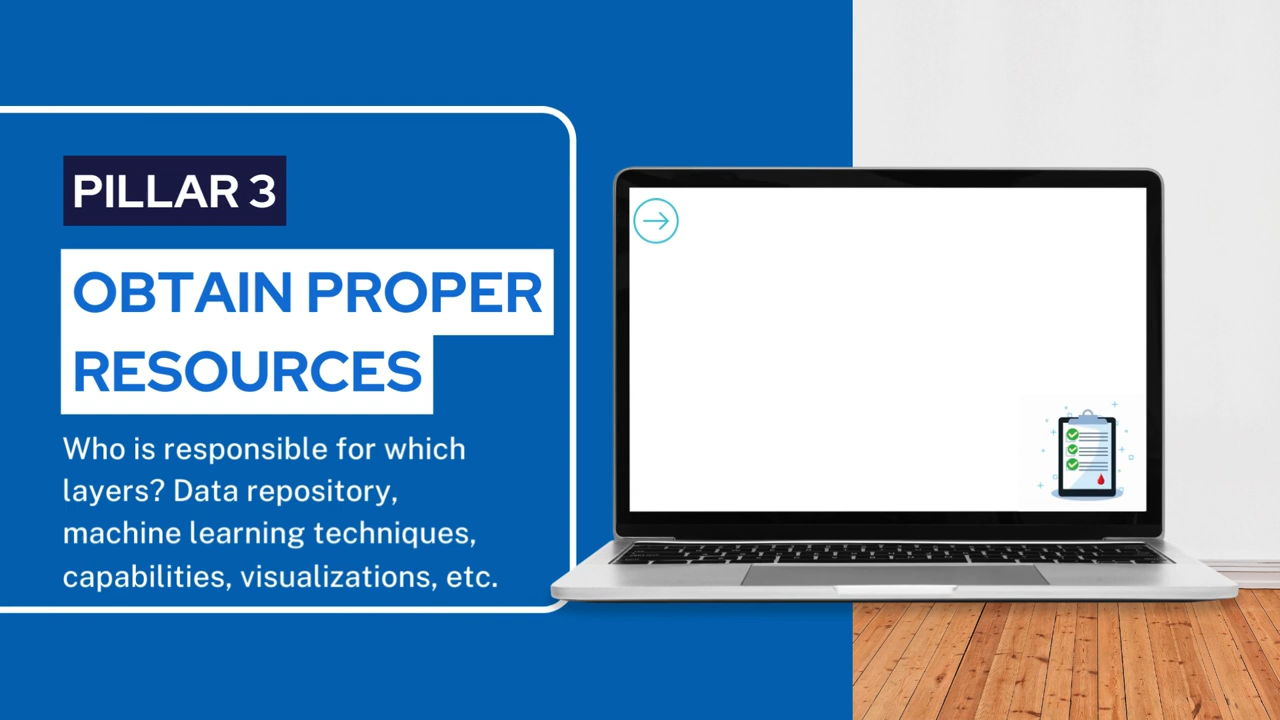 PILLAR 3
OBTAIN PROPER
RESOURCES
Who is responsible for which
layers? Data repository,
machine learning techniques,
capabilities, visualizations, etc.